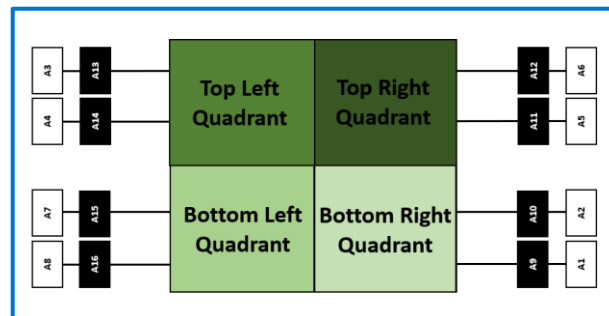 A3
A13
Top Left
Quadrant
Top Right
Quadrant
A12
A6
A4
A14
A11
A5
A7
A15
Bottom Left
Quadrant
Bottom Right
Quadrant
A10
A2
A8
A16
A9
A1